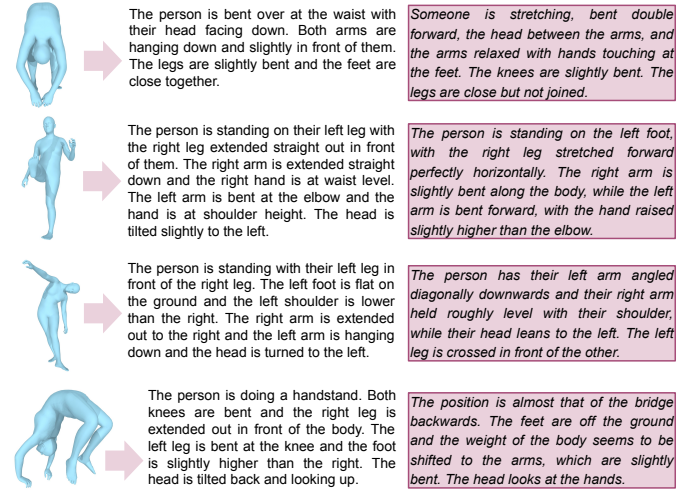 The person is bent over at the waist with
their head facing down. Both arms are
hanging down and slightly in front of them.
The legs are slightly bent and the feet are
close together.
Someone is stretching, bent double
forward, the head between the arms, and
the arms relaxed with hands touching at
the feet. The knees are slightly bent. The
legs are close but not joined.
The person is standing on their left leg with
the right leg extended straight out in front
of them. The right arm is extended straight
down and the right hand is at waist level.
The left arm is bent at the elbow and the
hand is at shoulder height. The head is
tilted slightly to the left.
The person is standing on the left foot,
with the right leg stretched forward
perfectly horizontally. The right arm is
slightly bent along the body, while the left
arm is bent forward, with the hand raised
slightly higher than the elbow.
The person is standing with their left leg in
front of the right leg. The left foot is flat on
the ground and the left shoulder is lower
than the right. The right arm is extended
out to the right and the left arm is hanging
down and the head is turned to the left.
The person has their left arm angled
diagonally downwards and their right arm
held roughly level with their shoulder,
while their head leans to the left. The left
leg is crossed in front of the other.
The person is doing a handstand. Both
knees are bent and the right leg is
extended out in front of the body. The
left leg is bent at the knee and the foot
is slightly higher than the right. The
head is tilted back and looking up.
The position is almost that of the bridge
backwards. The feet are off the ground
and the weight of the body seems to be
shifted to the arms, which are slightly
bent. The head looks at the hands.